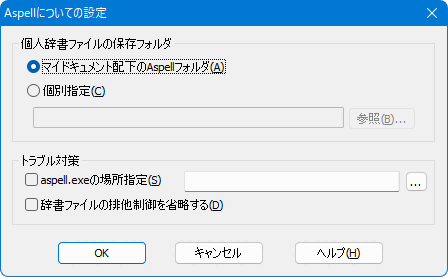 Aspellについての設定
個人辞書ファイルの保存フォルダ
マイドキュメント配下のAspellフォルダ(A)
個別指定(C)
参照(B)...
トラブル対策
aspell.exeの場所指定(S)
...
辞書ファイルの排他制御を省略する(D)
OK
キャンセル
ヘルプ(H)